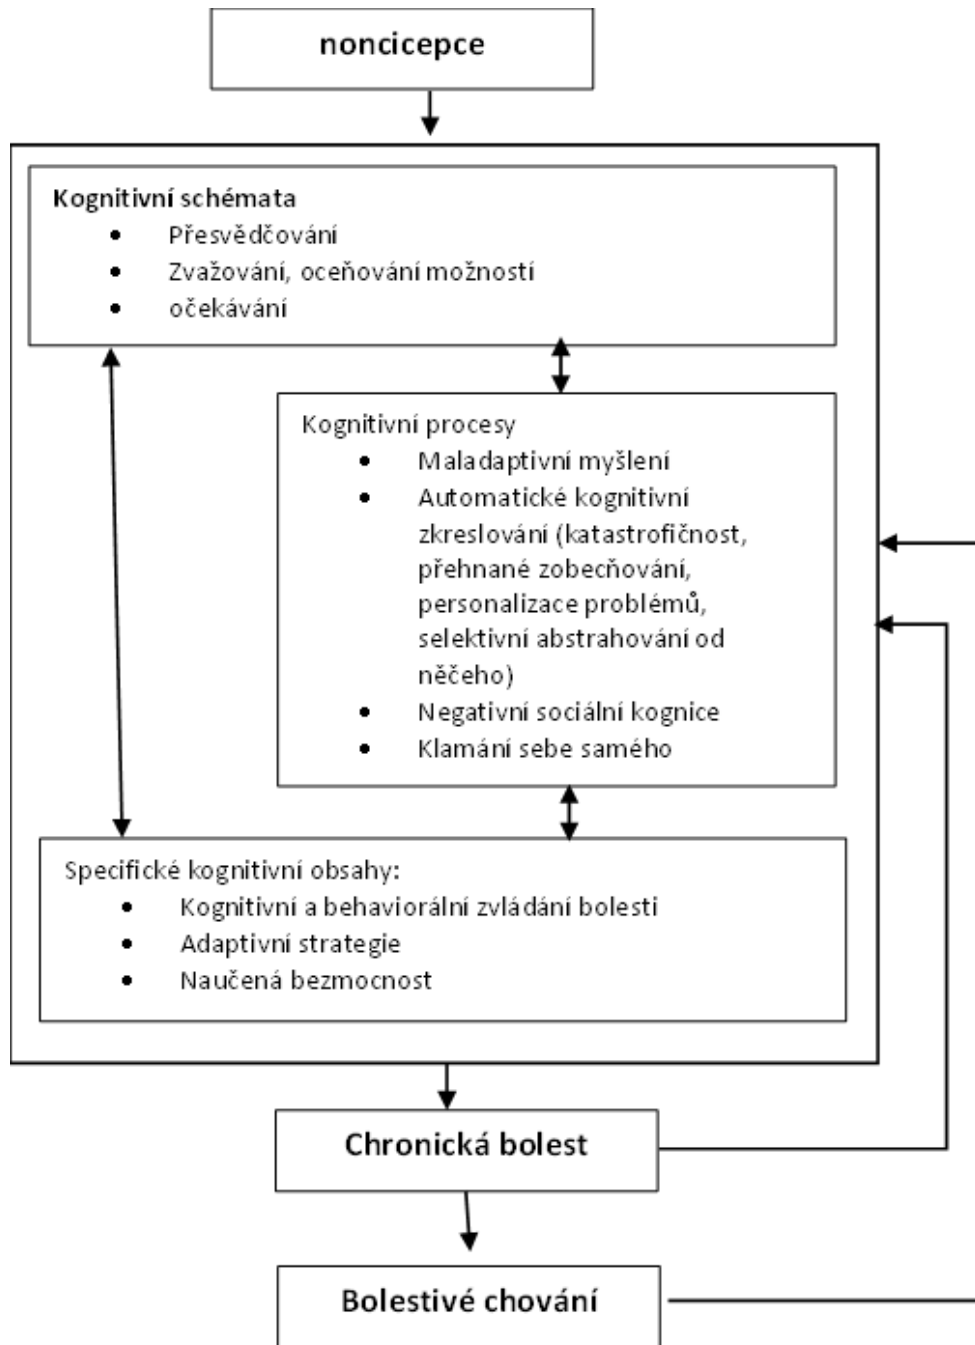 noncicepce
Kognitivní schémata
• Přesvědčování
• Zvažování, oceňování možností
• očekávání
Kognitivní procesy
• Maladaptivní myšlení
• Automatické kognitivní
zkreslování (katastrofičnost,
přehnané zobecňování,
personalizace problémů,
selektivní abstrahování od
něčeho)
• Negativní sociální kognice
• Klamání sebe samého
Specifické kognitivní obsahy:
• Kognitivní a behaviorální zvládání bolesti
• Adaptivní strategie
• Naučená bezmocnost
Chronická bolest
Bolestivé chování